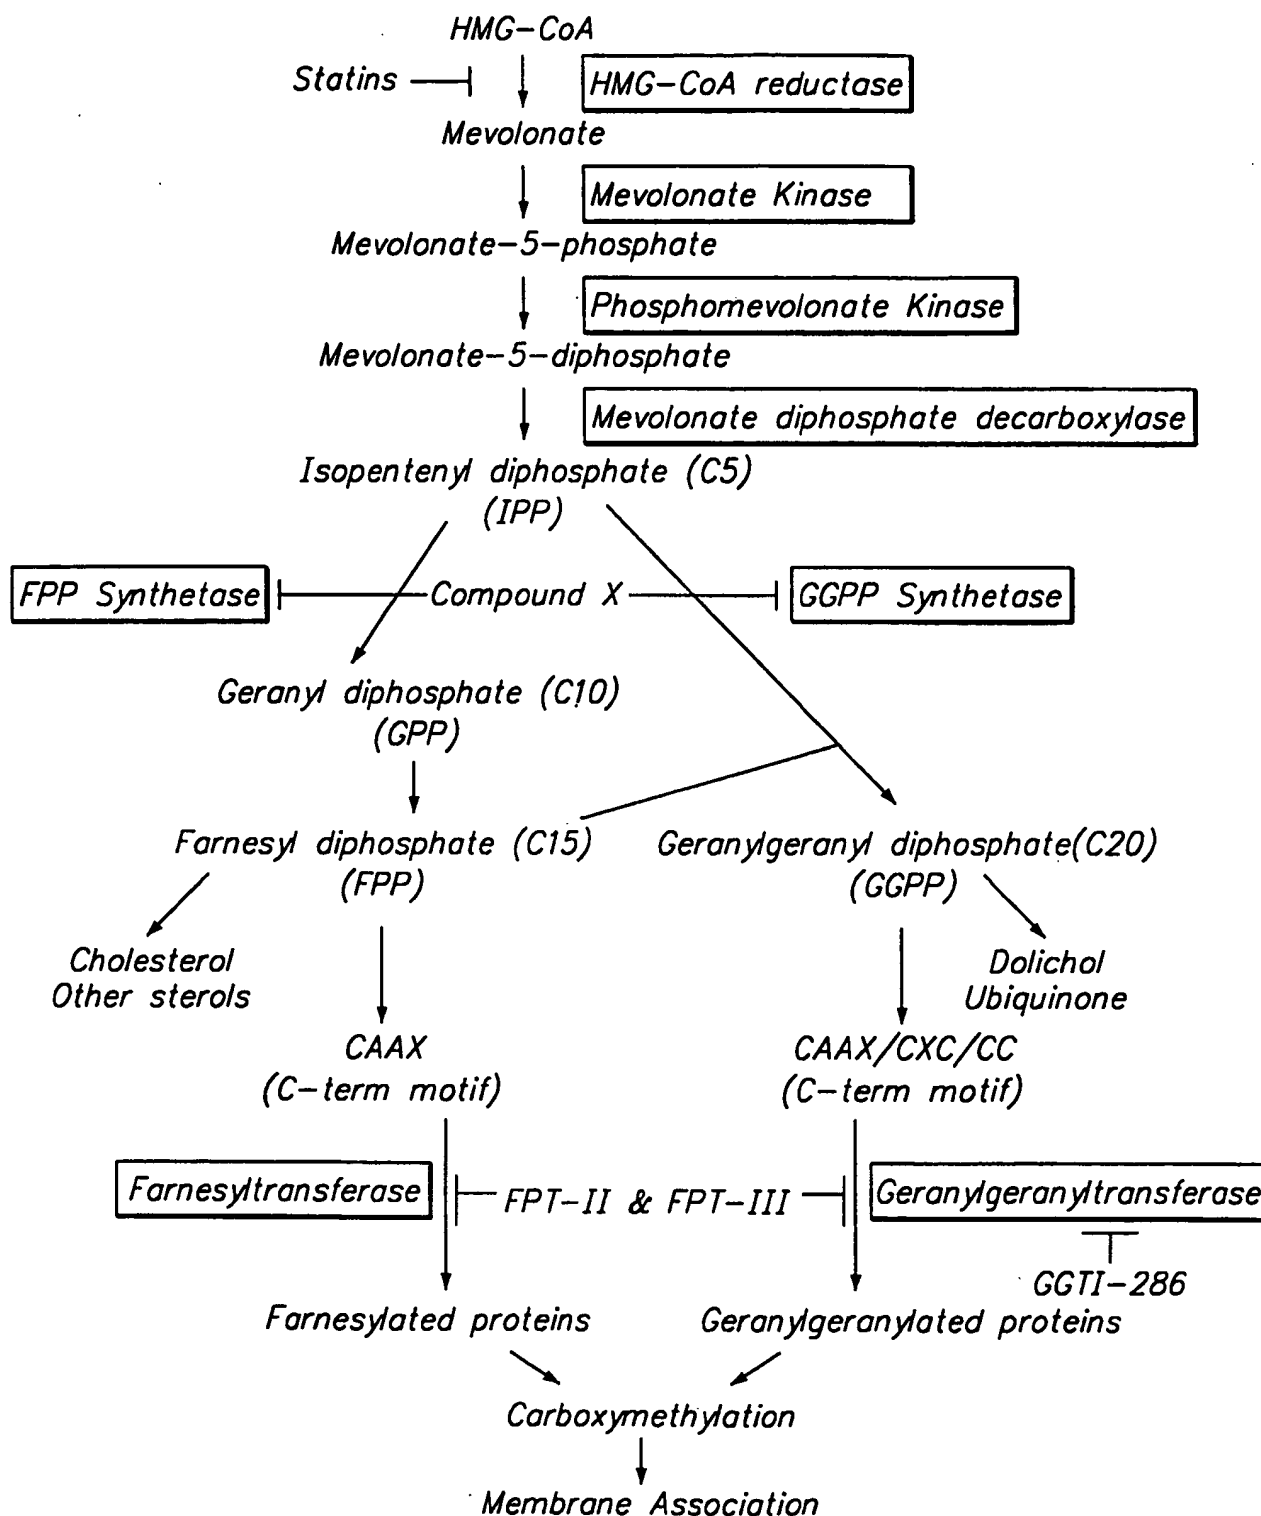 HMG-CoA
Statins
HMG-CoA reductase
Mevolonate
Mevolonate Kinase
Mevolonate-5-phosphate
Phosphomevolonate Kinase
Mevolonate-5-diphosphate
Mevolonate diphosphate decarboxylase
Isopentenyl diphosphate (C5)
(IPP)
FPP Synthetase
Compound X
GGPP Synthetase
Geranyl diphosphate (C10)
(GPP)
Farnesyl diphosphate (C15)
(FPP)
Geranylgeranyl diphosphate(C20)
(GGPP)
Cholesterol
Other sterols
Dolichol
Ubiquinone
CAAX
(C-term motif)
CAAX/CXC/CC
(C-term motif)
Farnesyltransferase
FPT-II & FPT-III
Geranylgeranyltransferase
GGTI-286
Farnesylated proteins
Geranylgeranylated proteins
Carboxymethylation
Membrane Association